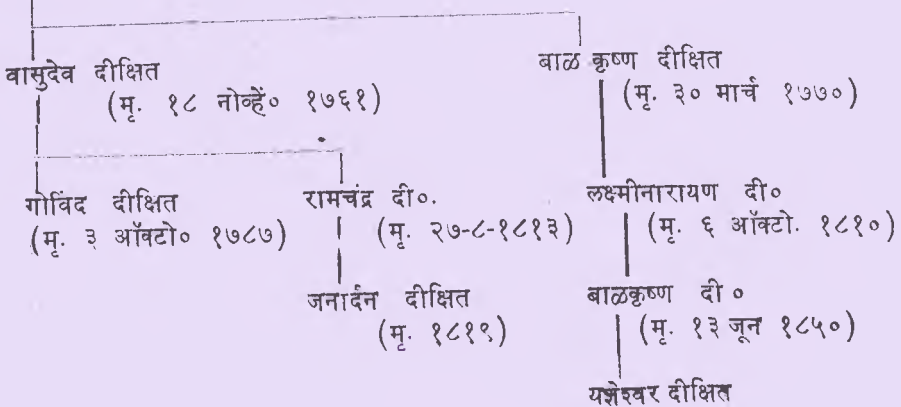 वासुदेव दीक्षित
बाळ कृष्ण दीक्षित
(मृ. १८ नोव्हें० १७६१)
(मृ. ३० मार्च १७७०)
गोविंद दीक्षित
रामचंद्र दी०.
लक्ष्मीनारायण दी०
(मृ. ३ ऑक्टो० १७८७)
(मृ. २७-८-१८१३)
(मृ. ६ ऑक्टो. १८१०)
जनार्दन दीक्षित
बाळकृष्ण दी०
(मृ. १८१९)
(मृ. १३ जून १८५०)
यज्ञेश्वर दीक्षित